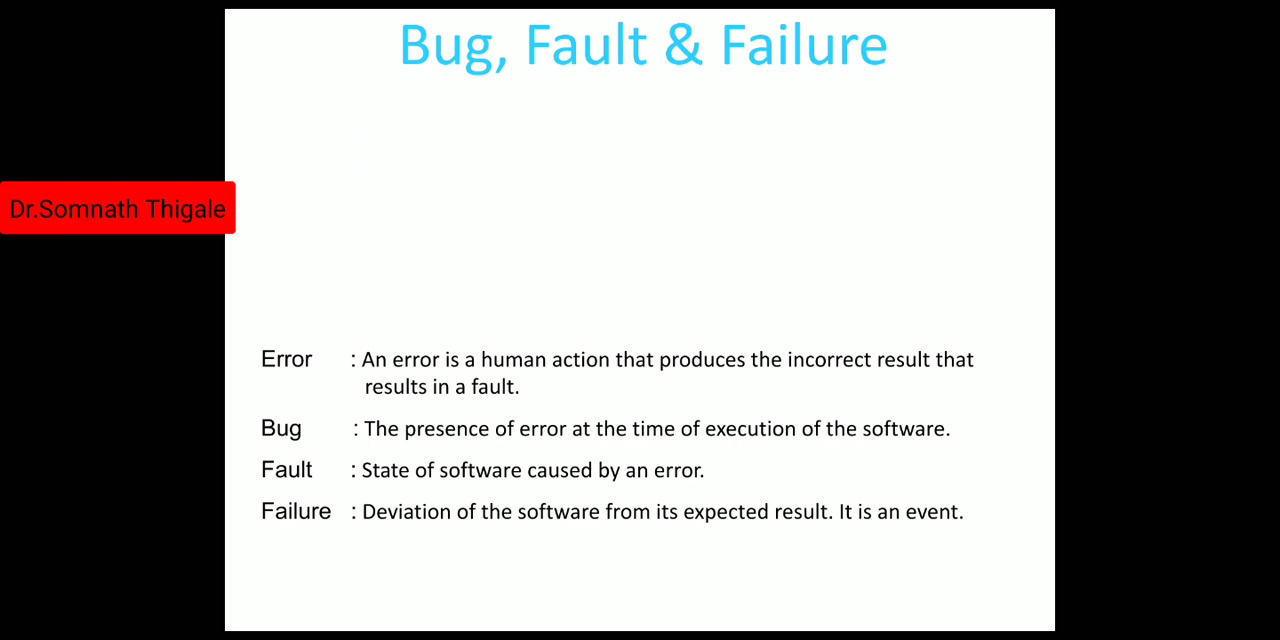 Bug, Fault & Failure
Dr.Somnath Thigale
Error : An error is a human action that produces the incorrect result that
results in a fault.
Bug : The presence of error at the time of execution of the software.
Fault : State of software caused by an error.
Failure : Deviation of the software from its expected result. It is an event.